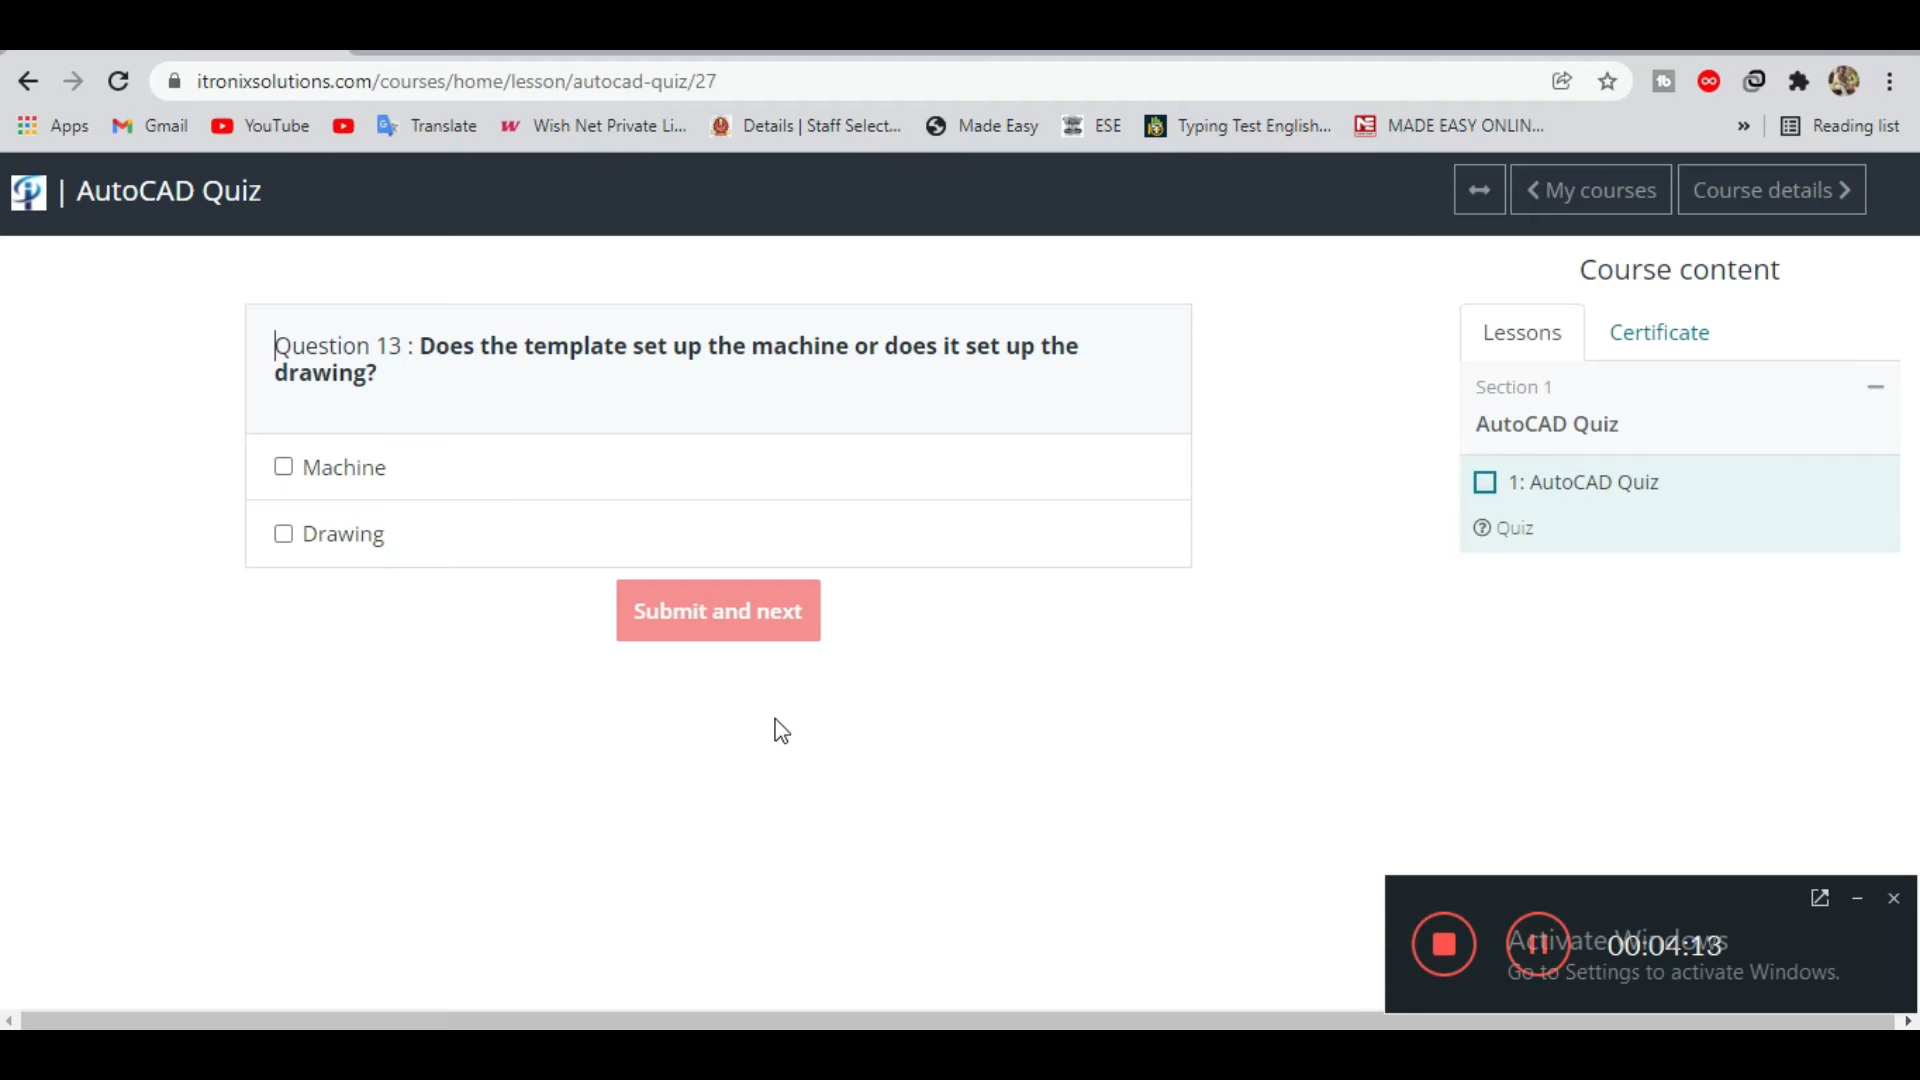 itronixsolutions.com/courses/home/lesson/autocad-quiz/27
Apps Gmail YouTube Translate Wish Net Private Li... Details | Staff Select... Made Easy ESE Typing Test English... MADE EASY ONLIN... » Reading list
| AutoCAD Quiz
My courses
Course details
Course content
Question 13 : Does the template set up the machine or does it set up the
drawing?
Machine
Drawing
Submit and next
Lessons Certificate
Section 1
AutoCAD Quiz
1: AutoCAD Quiz
Quiz
00:04:13
Activate Windows
Go to Settings to activate Windows.